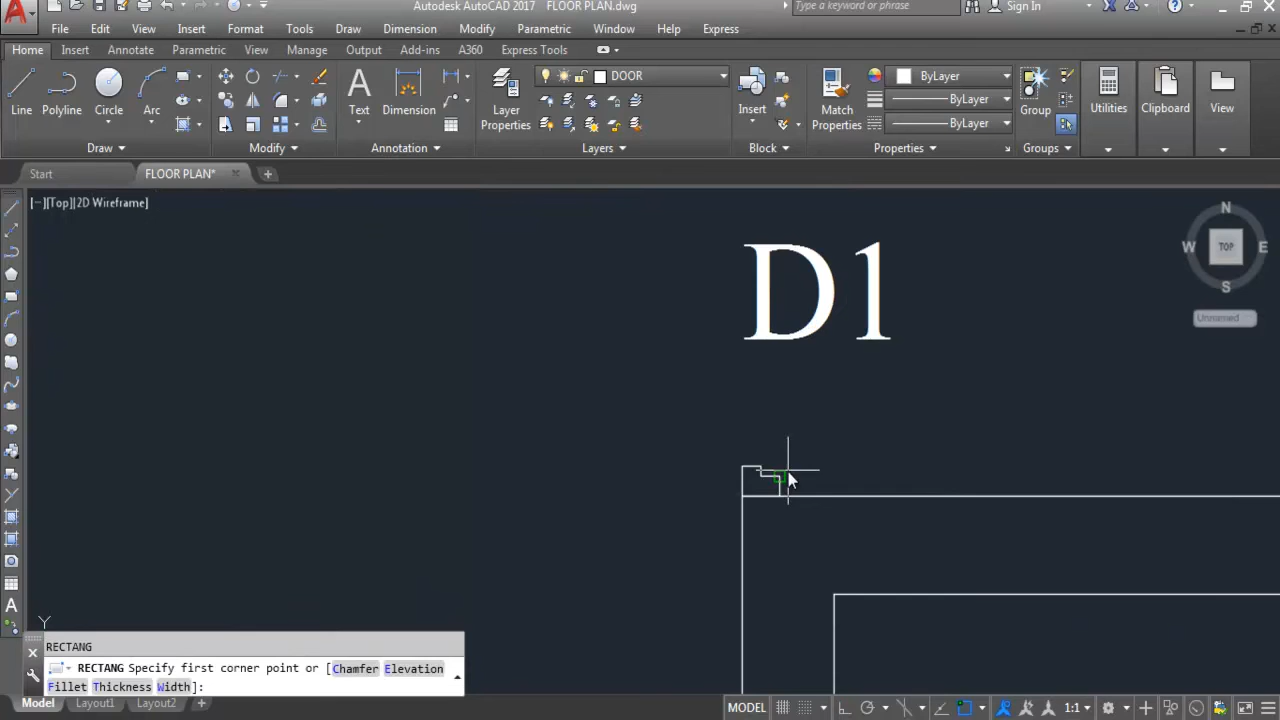 Autodesk AutoCAD 2017 FLOOR PLAN.dwg
Type a keyword or phrase
Sign In
File Edit View Insert Format Tools Draw Dimension Modify Parametric Window Help Express
Home Insert Annotate Parametric View Manage Output Add-ins A360 Express Tools
DOOR
ByLayer
ByLayer
ByLayer
Line Polyline Circle Arc Text Dimension Layer Properties Insert Match Properties Group Utilities Clipboard View
Draw Modify Annotation Layers Block Properties Groups
Start FLOOR PLAN*
[−][Top][2D Wireframe]
N
W TOP E
S
Unnamed
D1
Y
RECTANG
RECTANG Specify first corner point or [Chamfer Elevation
Fillet Thickness Width]:
Model Layout1 Layout2
MODEL 1:1